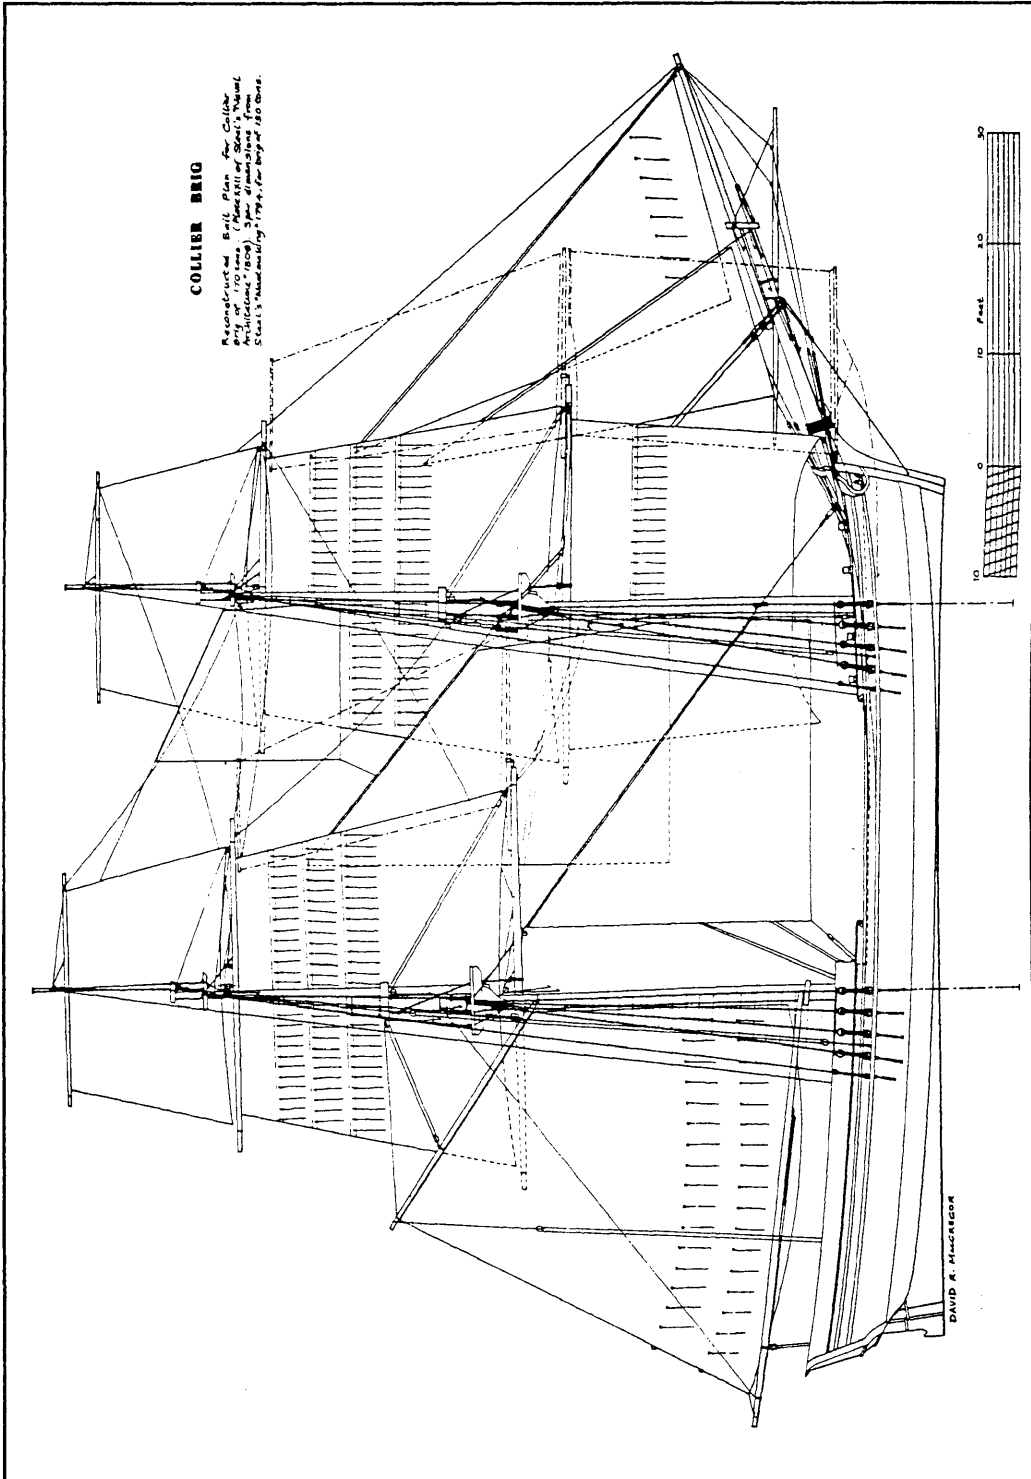 COLLIER BRIG
Reconstructed Sail Plan for Collier
Brig of 170 tons. (Plate XXII of Steel's "Naval
Architecture" 1805). Spar dimensions from
Steel's "Mastmaking" 1794, for brig of 180 tons.
10 0 10 20 30
Feet
DAVID R. MACGREGOR